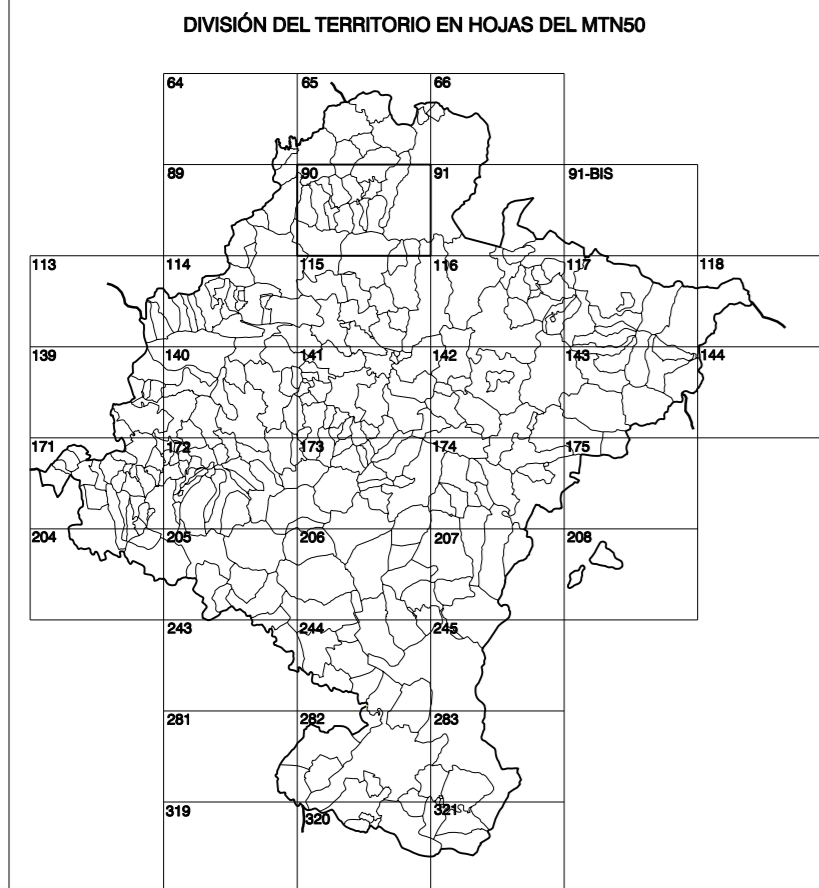 DIVISIÓN DEL TERRITORIO EN HOJAS DEL MTN50
64 65 66
89 90 91 91-BIS
113 114 115 116 117 118
139 140 141 142 143 144
171 172 173 174 175
204 205 206 207 208
243 244 245
281 282 283
319 320 321